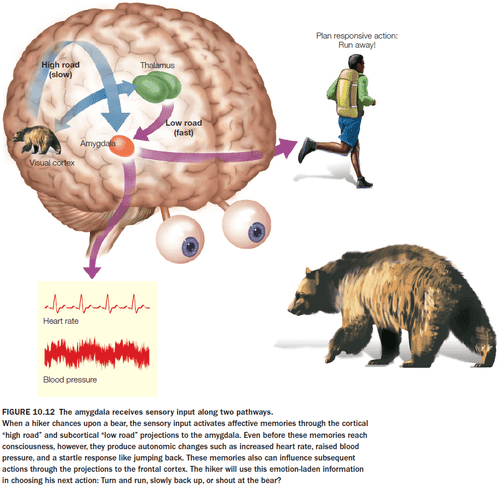 High road
(slow)
Thalamus
Low road
(fast)
Amygdala
Visual cortex
Plan responsive action:
Run away!
Heart rate
Blood pressure
FIGURE 10.12 The amygdala receives sensory input along two pathways.
When a hiker chances upon a bear, the sensory input activates affective memories through the cortical
“high road” and subcortical “low road” projections to the amygdala. Even before these memories reach
consciousness, however, they produce autonomic changes such as increased heart rate, raised blood
pressure, and a startle response like jumping back. These memories also can influence subsequent
actions through the projections to the frontal cortex. The hiker will use this emotion-laden information
in choosing his next action: Turn and run, slowly back up, or shout at the bear?